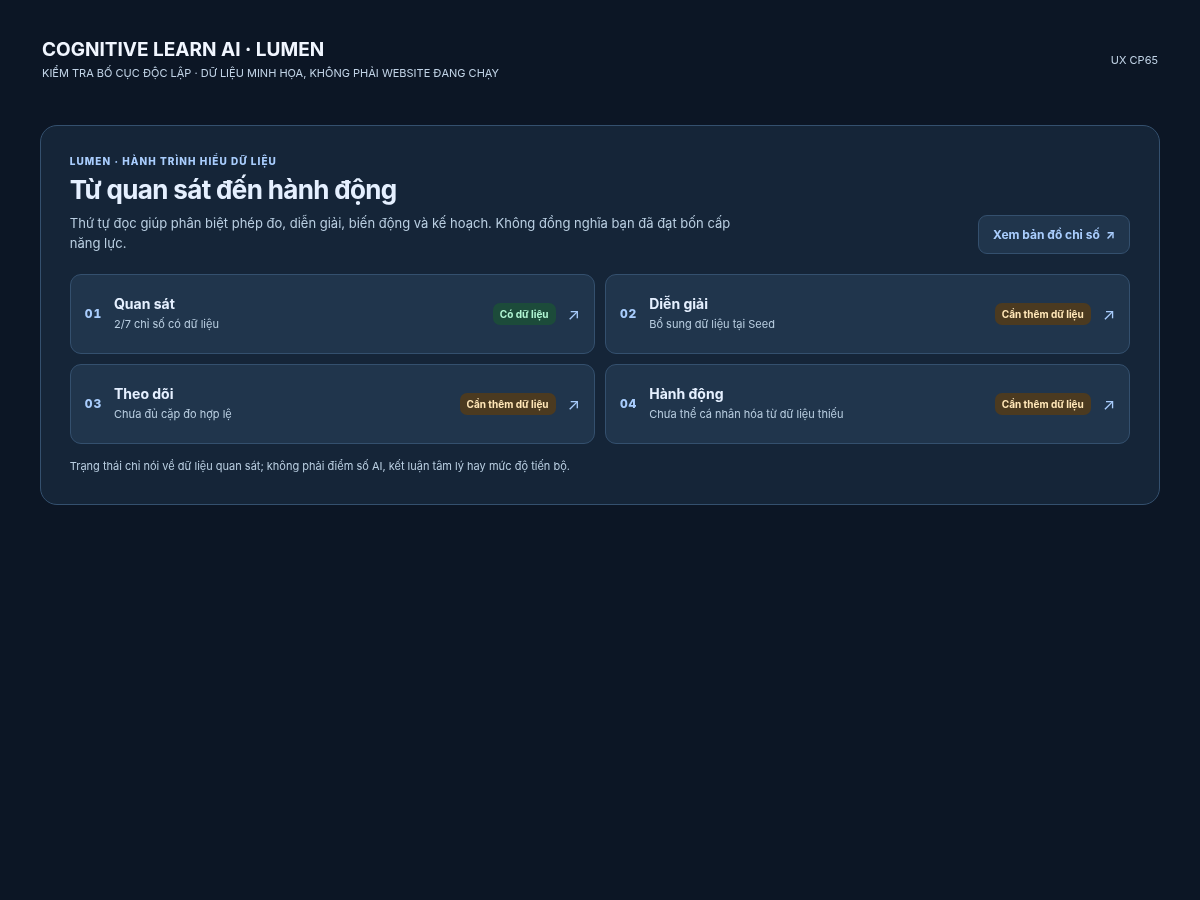 COGNITIVE LEARN AI · LUMEN
KIỂM TRA BỐ CỤC ĐỘC LẬP · DỮ LIỆU MINH HỌA, KHÔNG PHẢI WEBSITE ĐANG CHẠY
UX CP65
LUMEN · HÀNH TRÌNH HIỂU DỮ LIỆU
Từ quan sát đến hành động
Thứ tự đọc giúp phân biệt phép đo, diễn giải, biến động và kế hoạch. Không đồng nghĩa bạn đã đạt bốn cấp
năng lực.
Xem bản đồ chỉ số ↗
01
Quan sát
2/7 chỉ số có dữ liệu
Có dữ liệu ↗
02
Diễn giải
Bổ sung dữ liệu tại Seed
Cần thêm dữ liệu ↗
03
Theo dõi
Chưa đủ cặp đo hợp lệ
Cần thêm dữ liệu ↗
04
Hành động
Chưa thể cá nhân hóa từ dữ liệu thiếu
Cần thêm dữ liệu ↗
Trạng thái chỉ nói về dữ liệu quan sát; không phải điểm số AI, kết luận tâm lý hay mức độ tiến bộ.